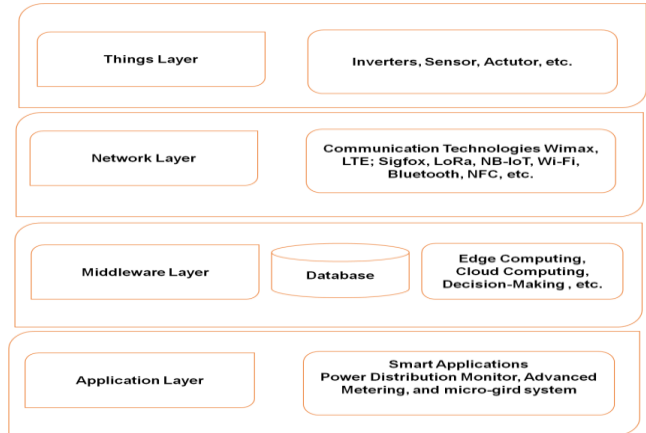 Things Layer
Inverters, Sensor, Actutor, etc.
Network Layer
Communication Technologies Wimax,
LTE; Sigfox, LoRa, NB-IoT, Wi-Fi,
Bluetooth, NFC, etc.
Middleware Layer
Database
Edge Computing,
Cloud Computing,
Decision-Making , etc.
Application Layer
Smart Applications
Power Distribution Monitor, Advanced
Metering, and micro-gird system